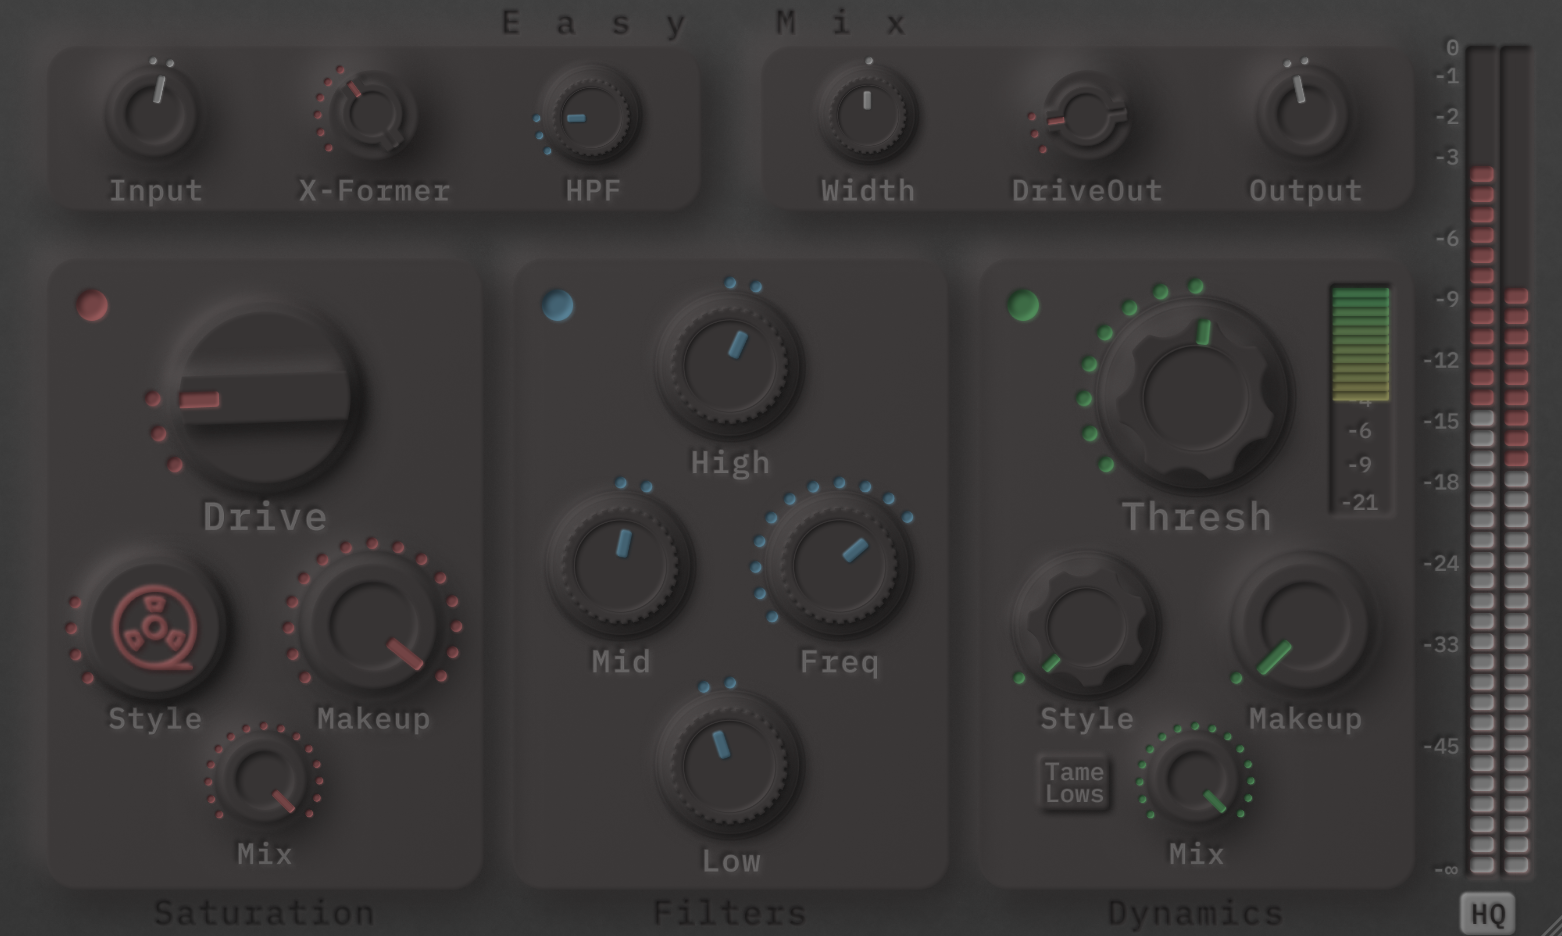 Easy Mix
Input
X-Former
HPF
Width
DriveOut
Output
Drive
Style
Makeup
Mix
Saturation
High
Mid
Freq
Low
Filters
Thresh
-4
-6
-9
-21
Style
Makeup
Tame
Lows
Mix
Dynamics
0
-1
-2
-3
-6
-9
-12
-15
-18
-24
-33
-45
-∞
HQ